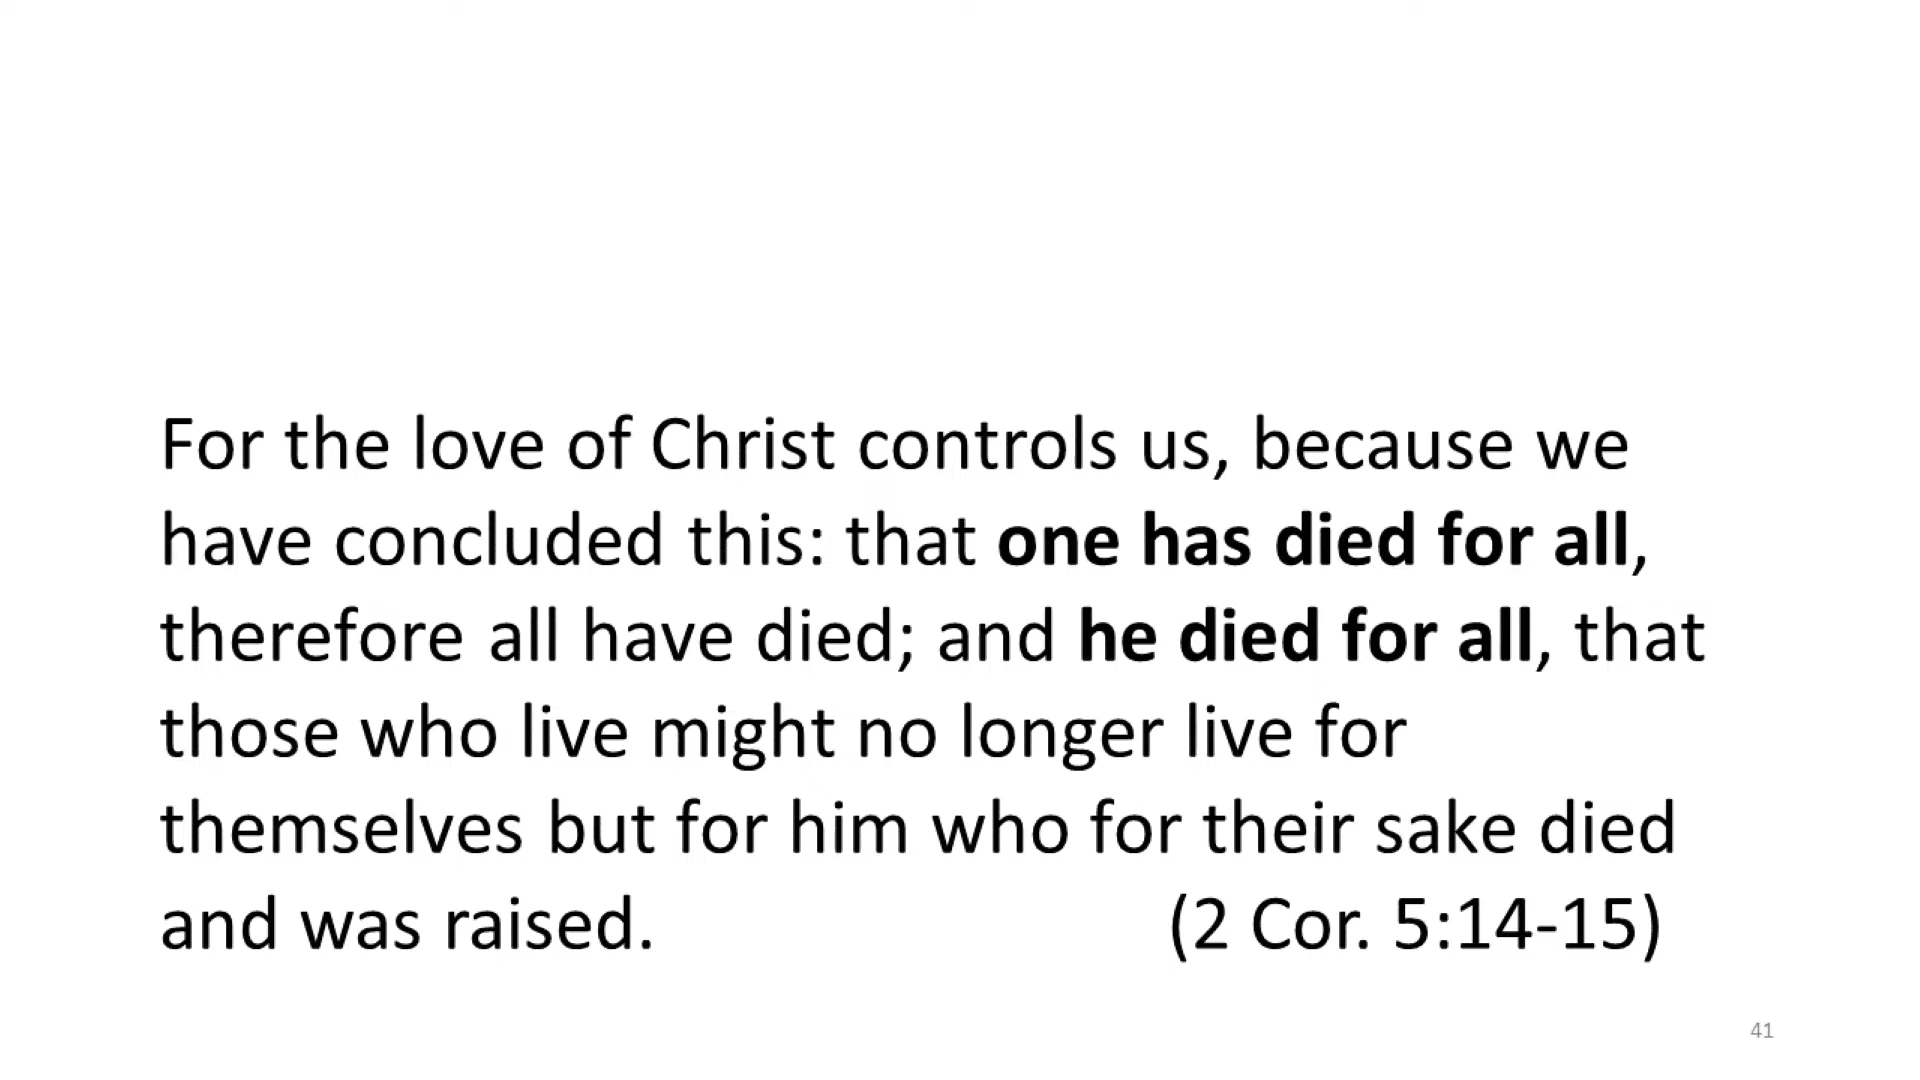 For the love of Christ controls us, because we
have concluded this: that one has died for all,
therefore all have died; and he died for all, that
those who live might no longer live for
themselves but for him who for their sake died
and was raised. (2 Cor. 5:14-15)
41